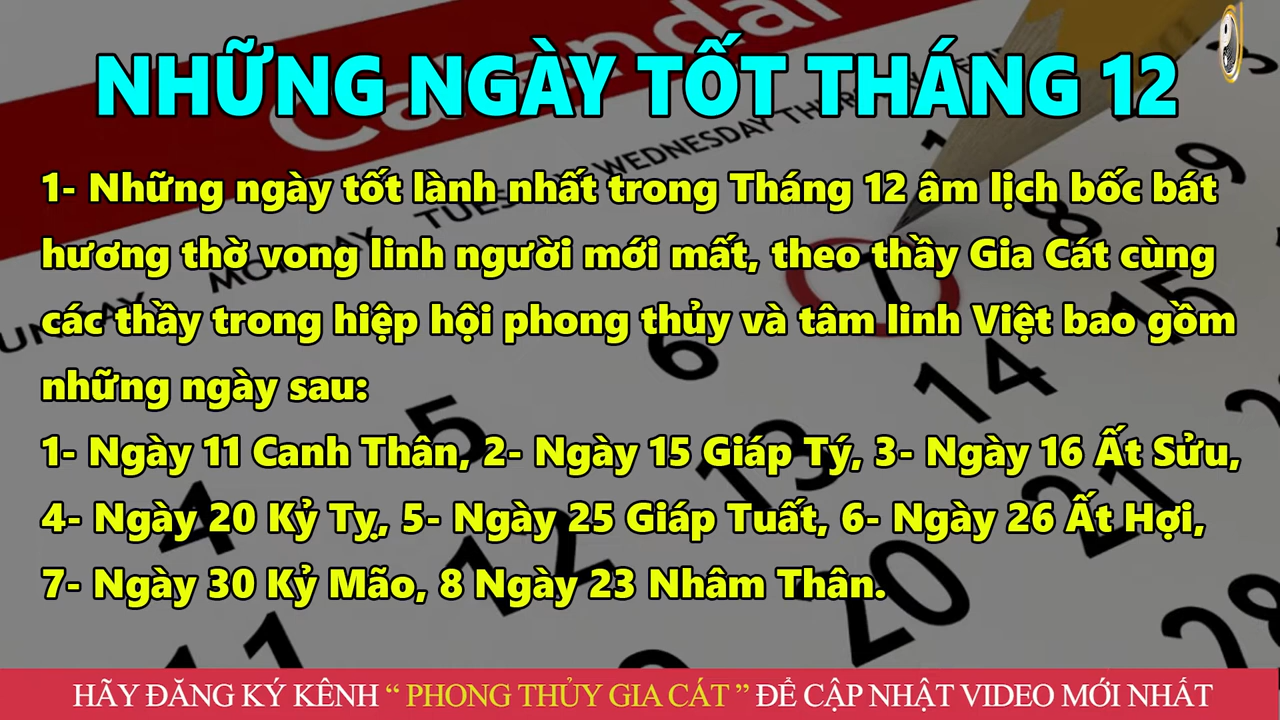 NHỮNG NGÀY TỐT THÁNG 12
1- Những ngày tốt lành nhất trong Tháng 12 âm lịch bốc bát
hương thờ vong linh người mới mất, theo thầy Gia Cát cùng
các thầy trong hiệp hội phong thủy và tâm linh Việt bao gồm
những ngày sau:
1- Ngày 11 Canh Thân, 2- Ngày 15 Giáp Tý, 3- Ngày 16 Ất Sửu,
4- Ngày 20 Kỷ Tỵ, 5- Ngày 25 Giáp Tuất, 6- Ngày 26 Ất Hợi,
7- Ngày 30 Kỷ Mão, 8 Ngày 23 Nhâm Thân.
HÃY ĐĂNG KÝ KÊNH “ PHONG THỦY GIA CÁT ” ĐỂ CẬP NHẬT VIDEO MỚI NHẤT